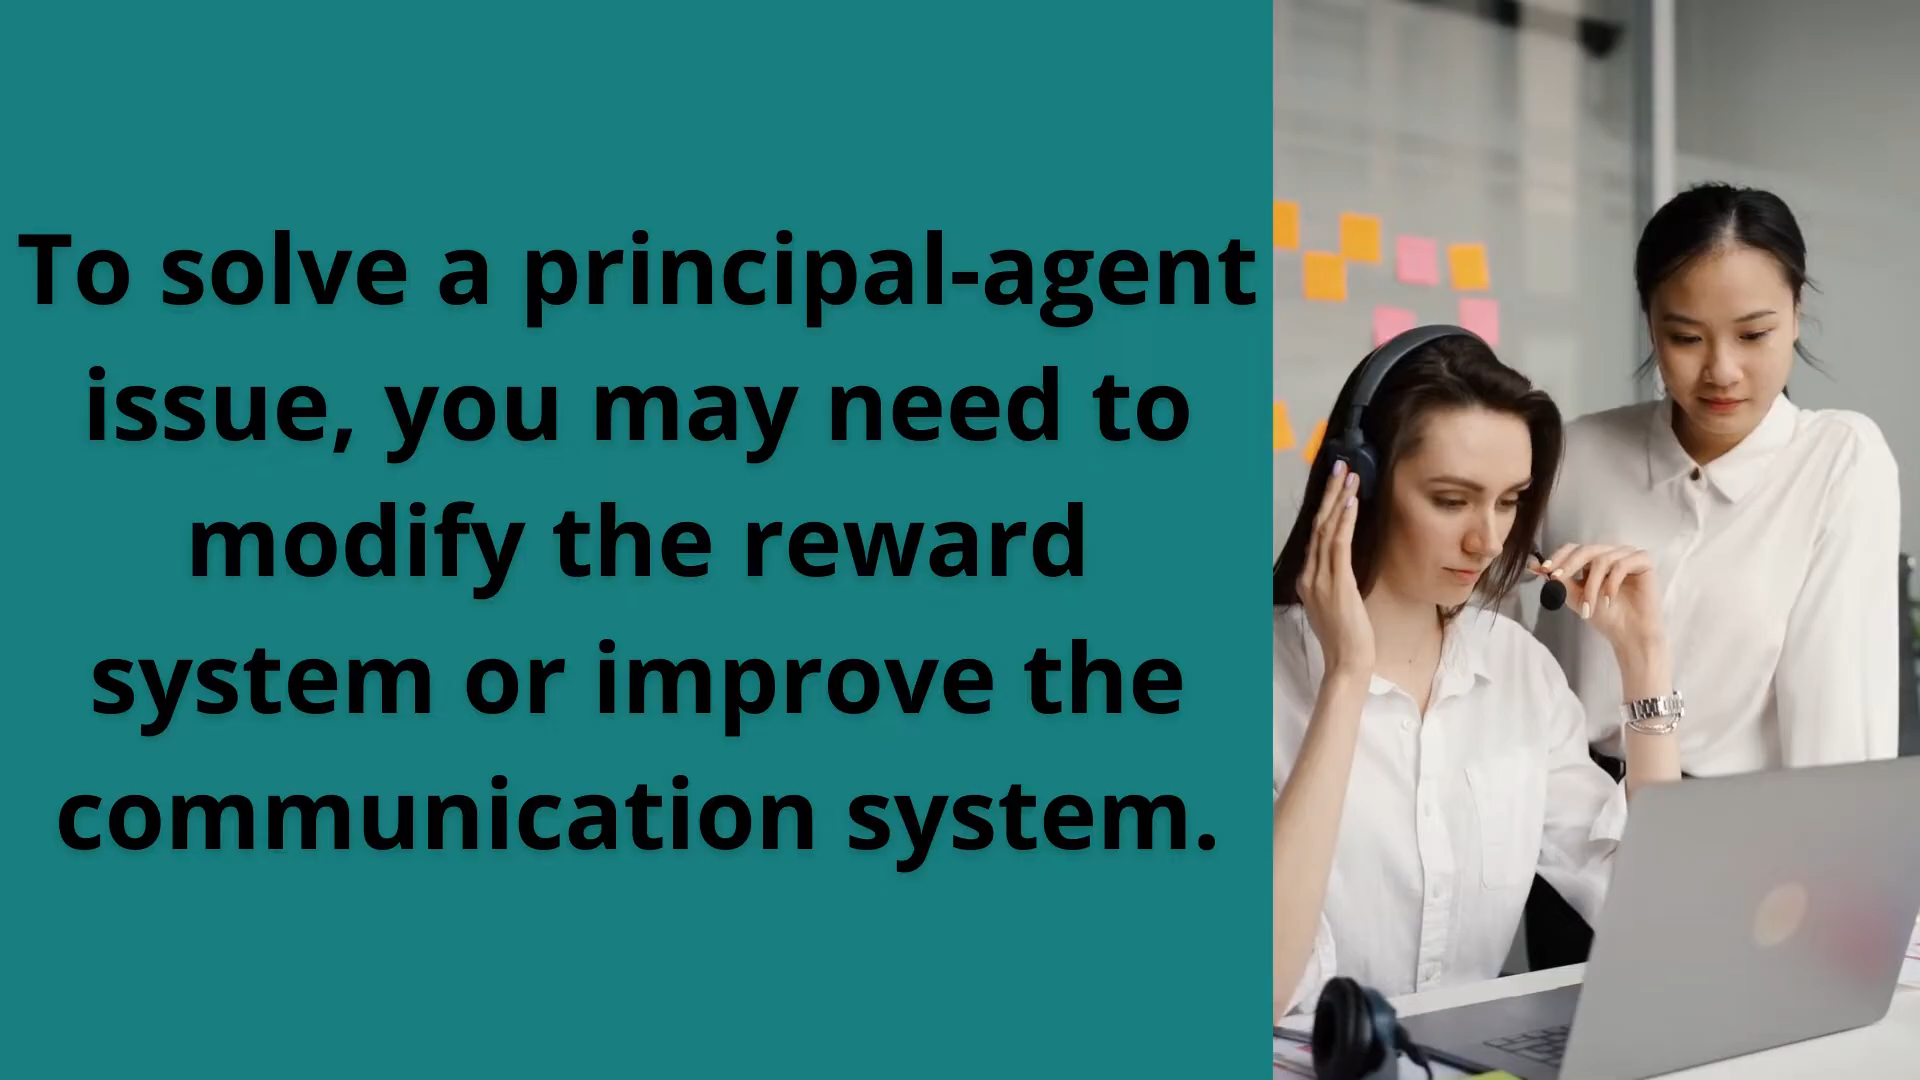 To solve a principal-agent
issue, you may need to
modify the reward
system or improve the
communication system.